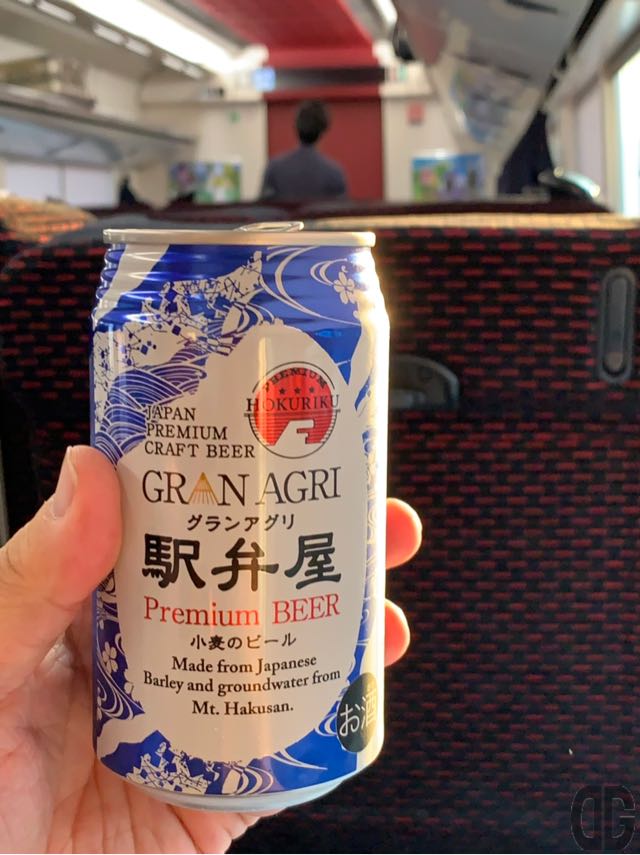 PREMIUM
HOKURIKU
JAPAN
PREMIUM
CRAFT BEER
GRAN AGRI
グランアグリ
駅弁屋
Premium BEER
小麦のビール
Made from Japanese
Barley and groundwater from
Mt. Hakusan.
お酒
DG